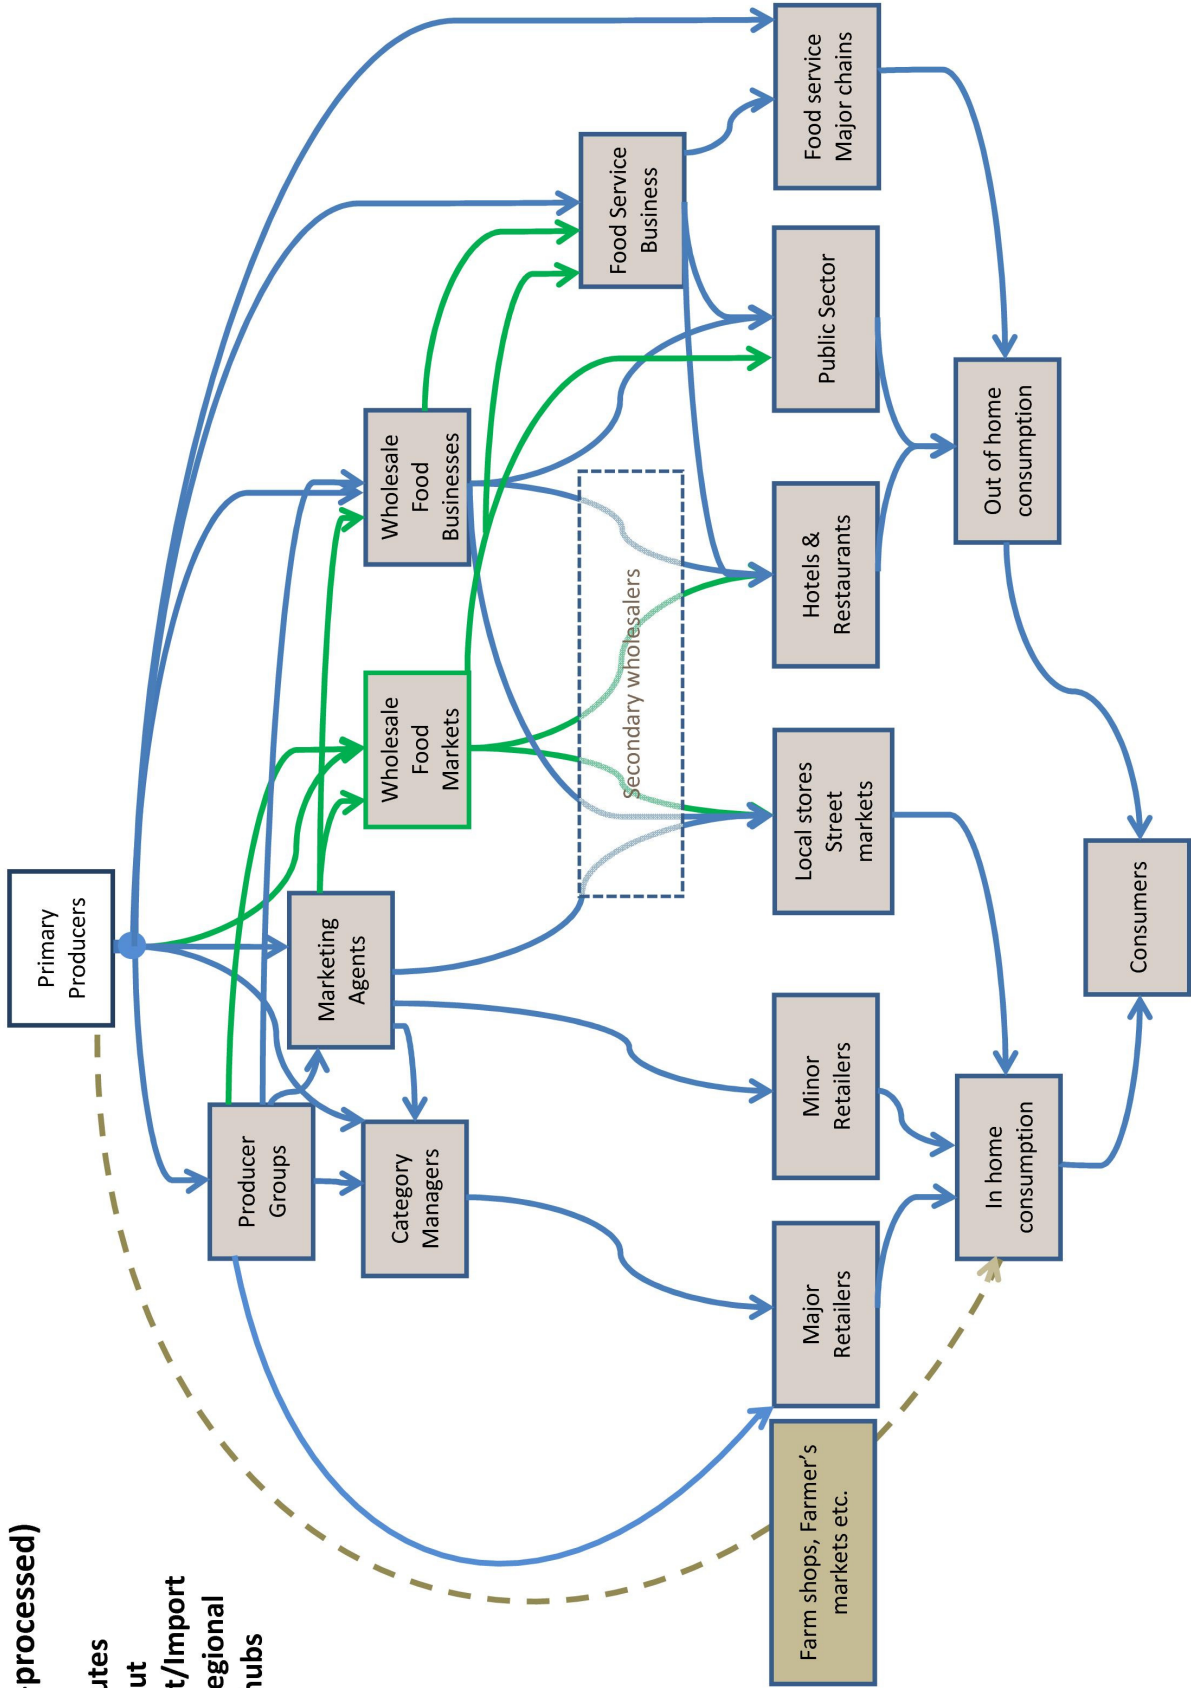 -processed)
utes
ut
t/Import
egional
hubs
Primary
Producers
Producer
Groups
Marketing
Agents
Category
Managers
Wholesale
Food
Markets
Wholesale
Food
Businesses
Food Service
Business
Secondary wholesalers
Farm shops, Farmer’s
markets etc.
Major
Retailers
Minor
Retailers
Local stores
Street
markets
Hotels &
Restaurants
Public Sector
Food service
Major chains
In home
consumption
Out of home
consumption
Consumers